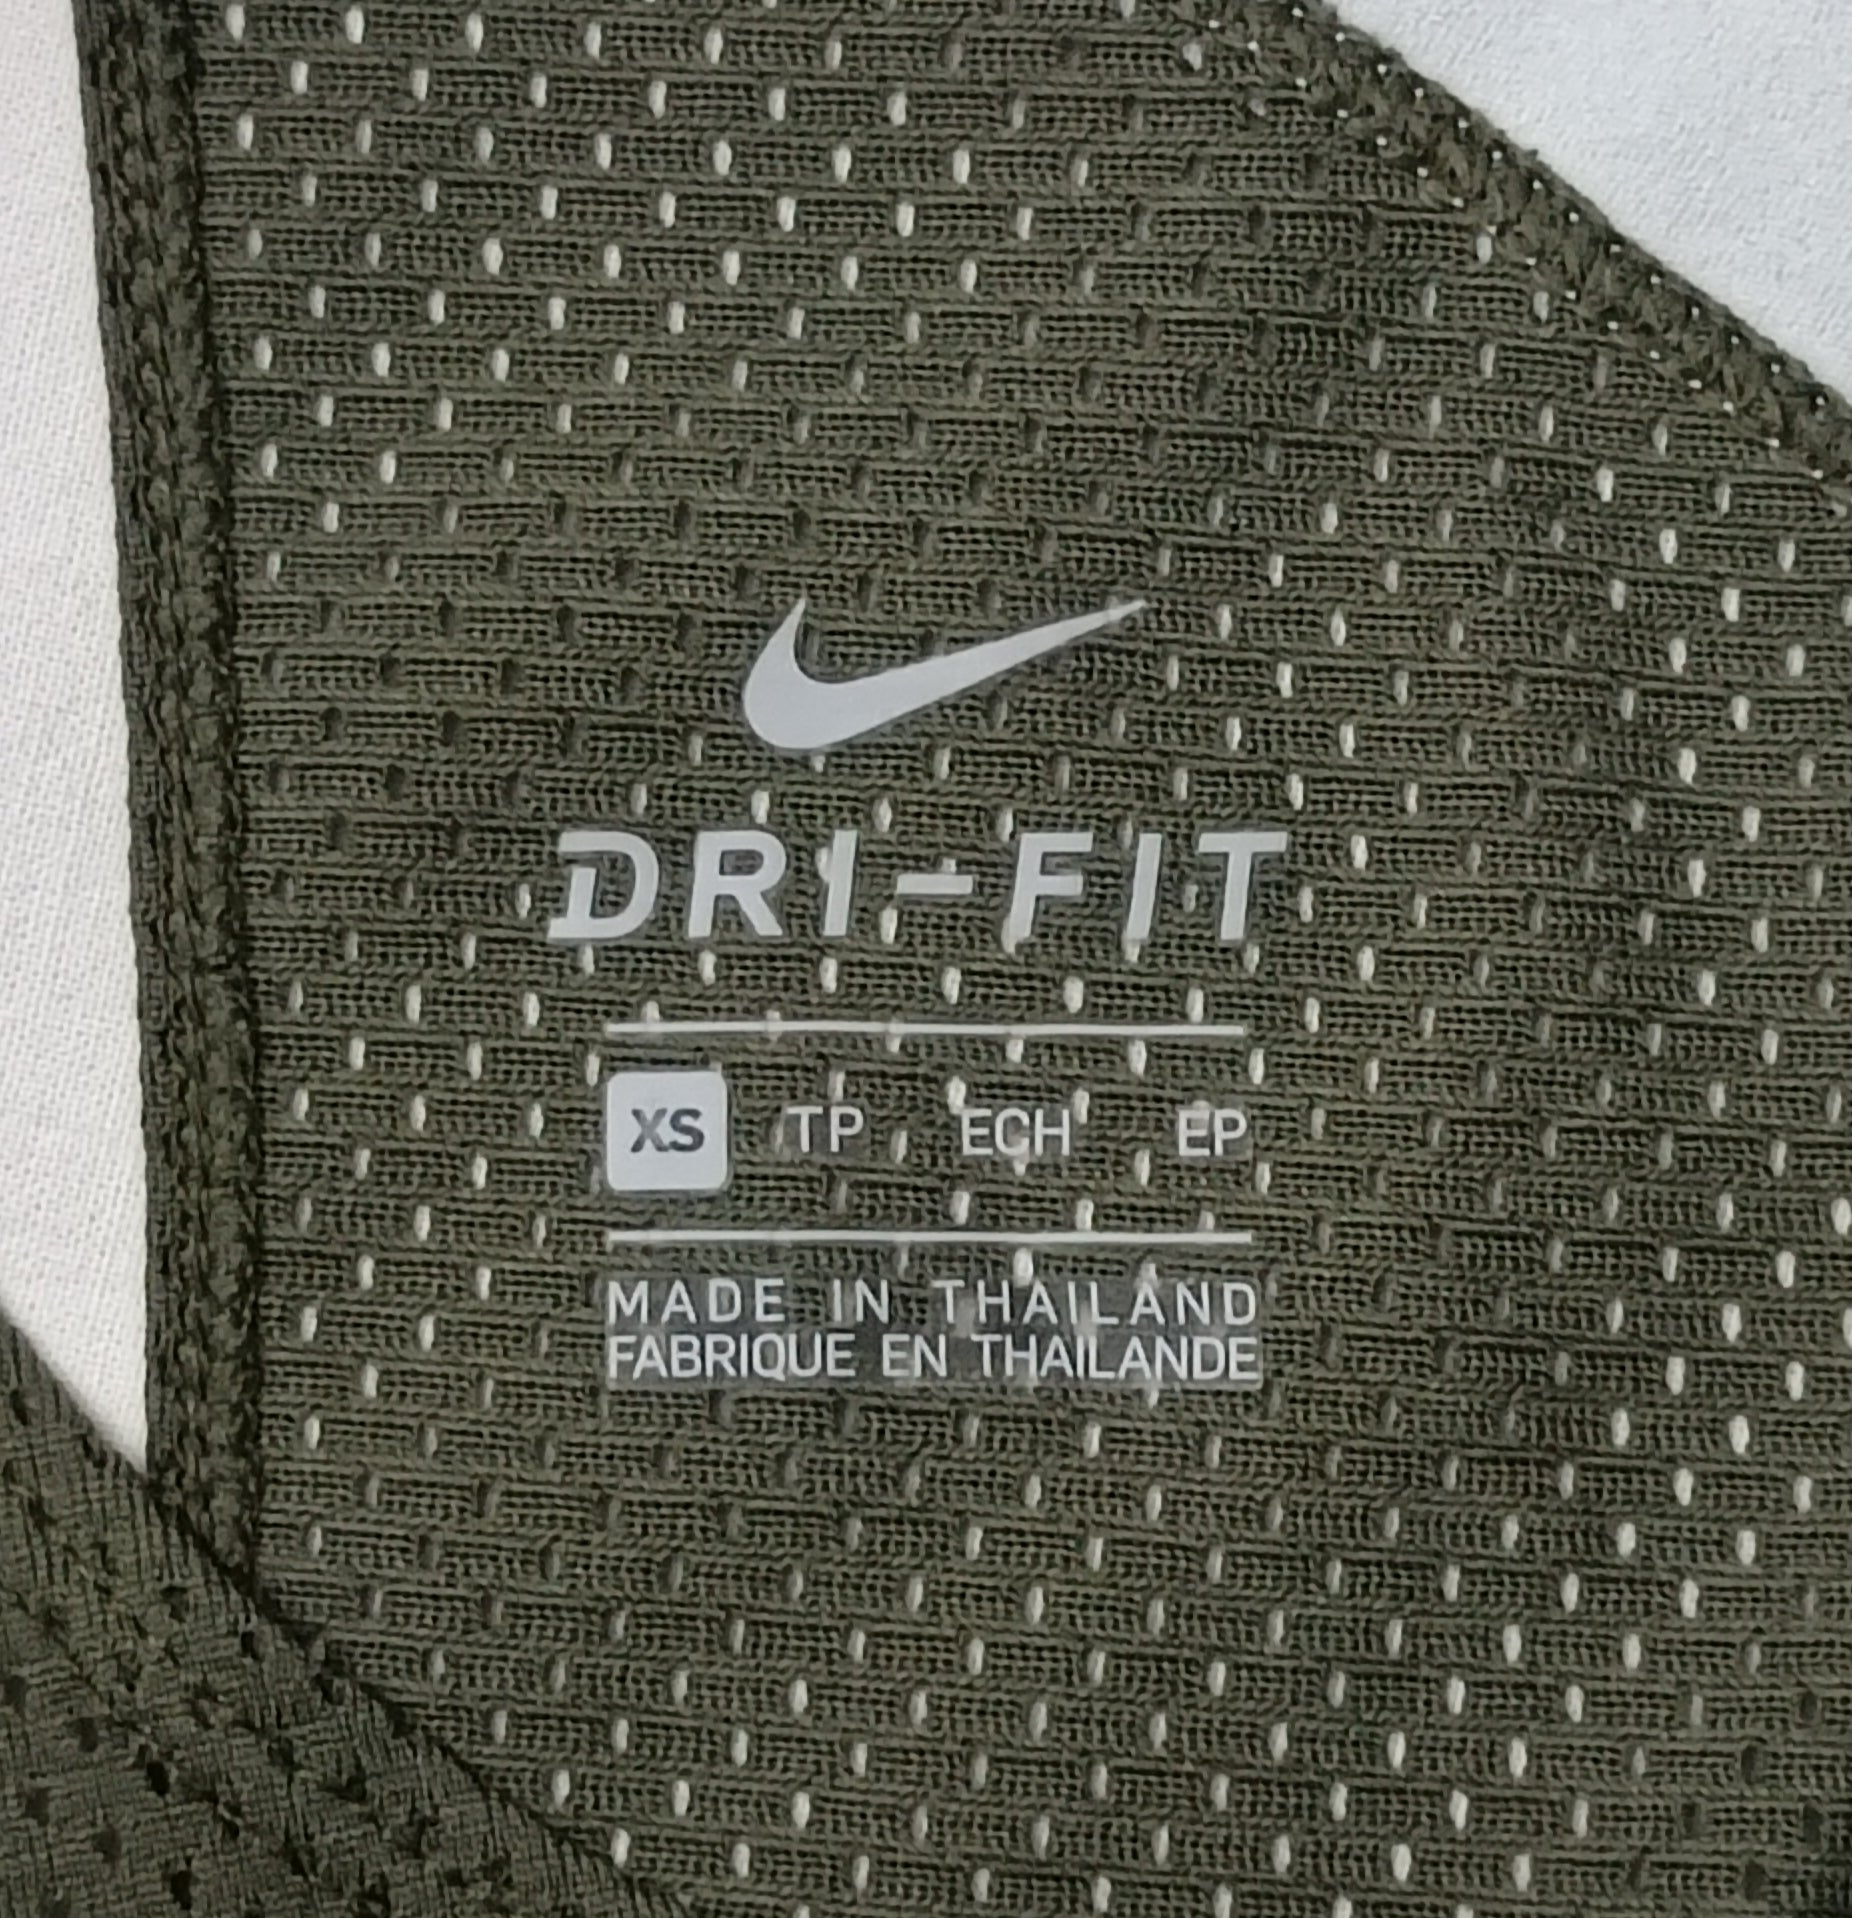 DRI-FIT
XS TP ECH EP
MADE IN THAILAND
FABRIQUE EN THAILANDE